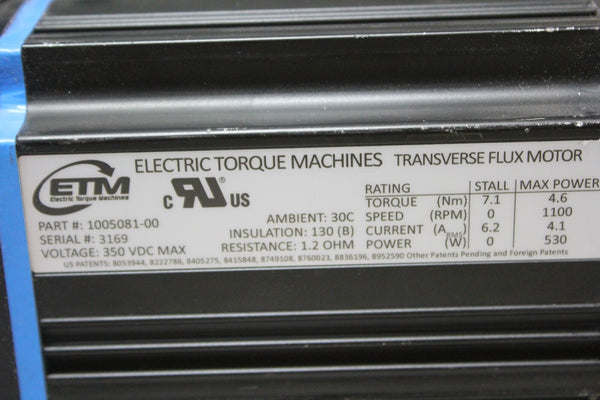 ETM
Electric Torque Machines
ELECTRIC TORQUE MACHINES TRANSVERSE FLUX MOTOR
c RU US
PART #: 1005081-00
SERIAL #: 3169
VOLTAGE: 350 VDC MAX
AMBIENT: 30C
INSULATION: 130 (B)
RESISTANCE: 1.2 OHM
RATING STALL MAX POWER
TORQUE (Nm) 7.1 4.6
SPEED (RPM) 0 1100
CURRENT (ARMS) 6.2 4.1
POWER (W) 0 530
US PATENTS: 8053944, 8222786, 8405275, 8415848, 8749108, 8760023, 8836196, 8952590 Other Patents Pending and Foreign Patents